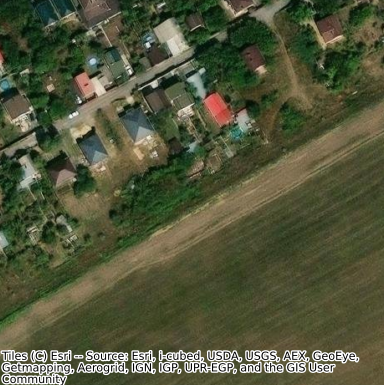 Tiles (C) Esri -- Source: Esri, i-cubed, USDA, USGS, AEX, GeoEye,
Getmapping, Aerogrid, IGN, IGP, UPR-EGP, and the GIS User
Community